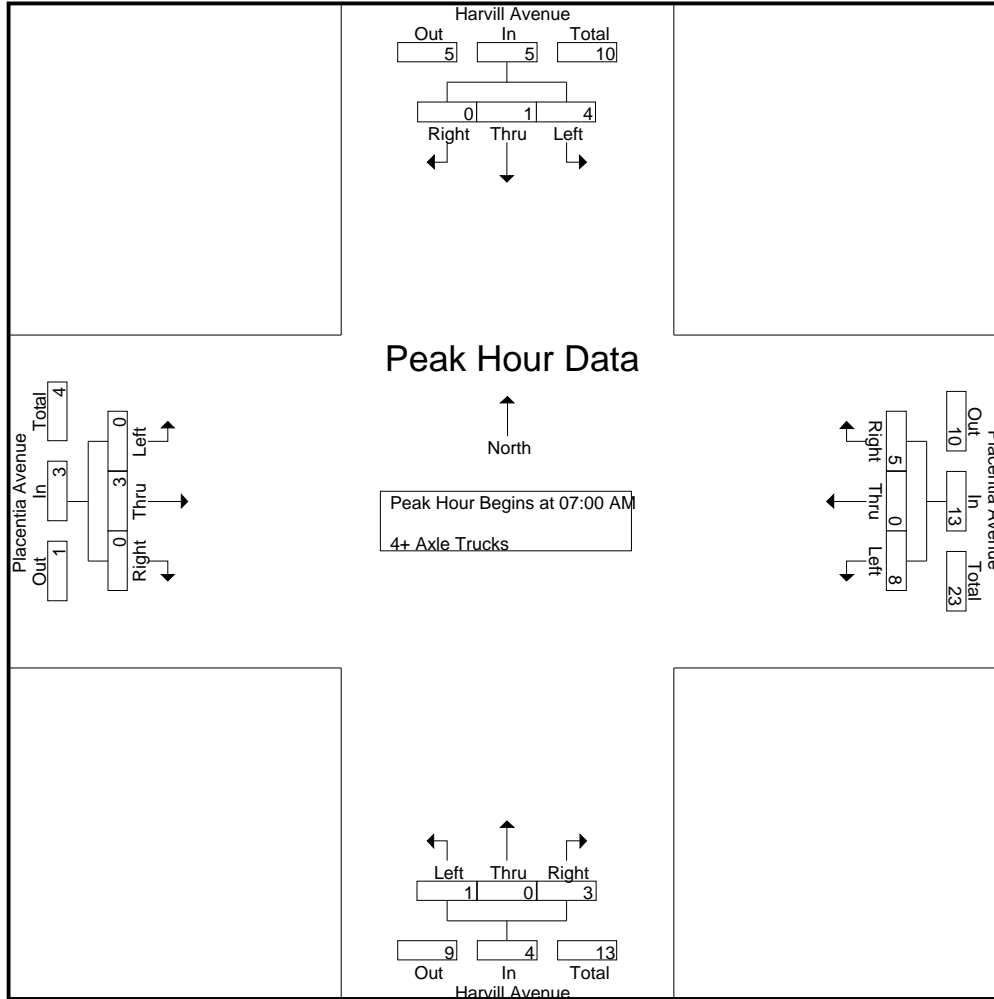 Harvill Avenue
Out In Total
5 5 10
0 1 4
Right Thru Left
Peak Hour Data
North
Peak Hour Begins at 07:00 AM
4+ Axle Trucks
Placentia Avenue
Total In Out
4 3 1
0 3 0
Left Thru Right
Placentia Avenue
Out In Total
10 13 23
5 0 8
Right Thru Left
Left Thru Right
1 0 3
9 4 13
Out In Total
Harvill Avenue